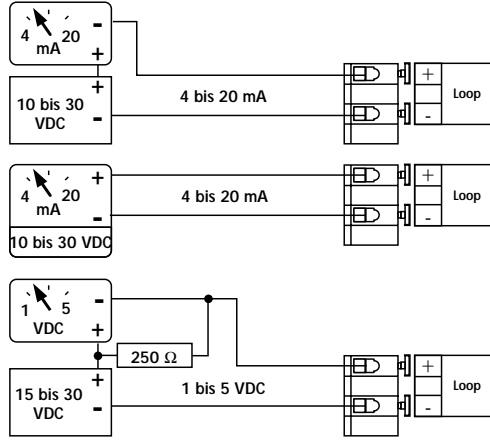 4 20 -
mA
+
+
10 bis 30
VDC
-
4 bis 20 mA
+
-
Loop
4 20 +
mA
-
10 bis 30 VDC
4 bis 20 mA
+
-
Loop
1 5 -
VDC
+
250 Ω
+
15 bis 30
VDC
-
1 bis 5 VDC
+
-
Loop